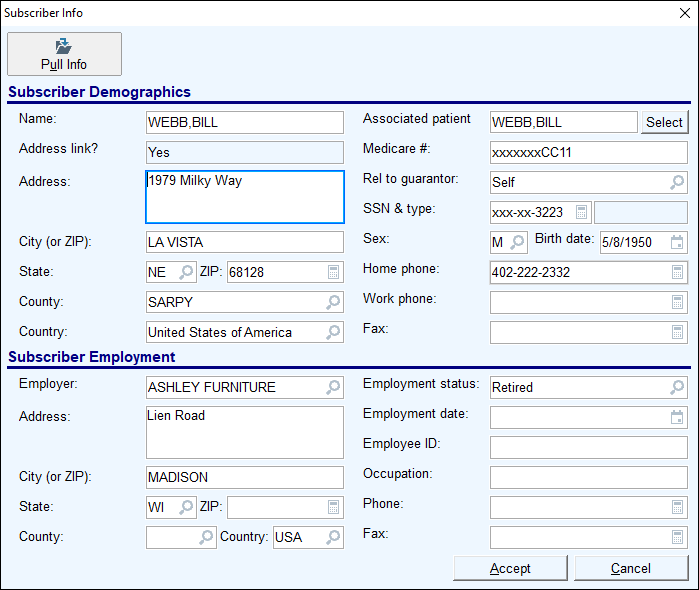 Subscriber Info
Pull Info
Subscriber Demographics
Name: WEBB,BILL Associated patient WEBB,BILL Select
Address link? Yes Medicare #: xxxxxxxCC11
Address: 1979 Milky Way Rel to guarantor: Self
SSN & type: xxx-xx-3223
City (or ZIP): LA VISTA Sex: M Birth date: 5/8/1950
State: NE ZIP: 68128 Home phone: 402-222-2332
County: SARPY Work phone:
Country: United States of America Fax:
Subscriber Employment
Employer: ASHLEY FURNITURE Employment status: Retired
Address: Lien Road Employment date:
Employee ID:
City (or ZIP): MADISON Occupation:
State: WI ZIP: Phone:
County: Country: USA Fax:
Accept Cancel